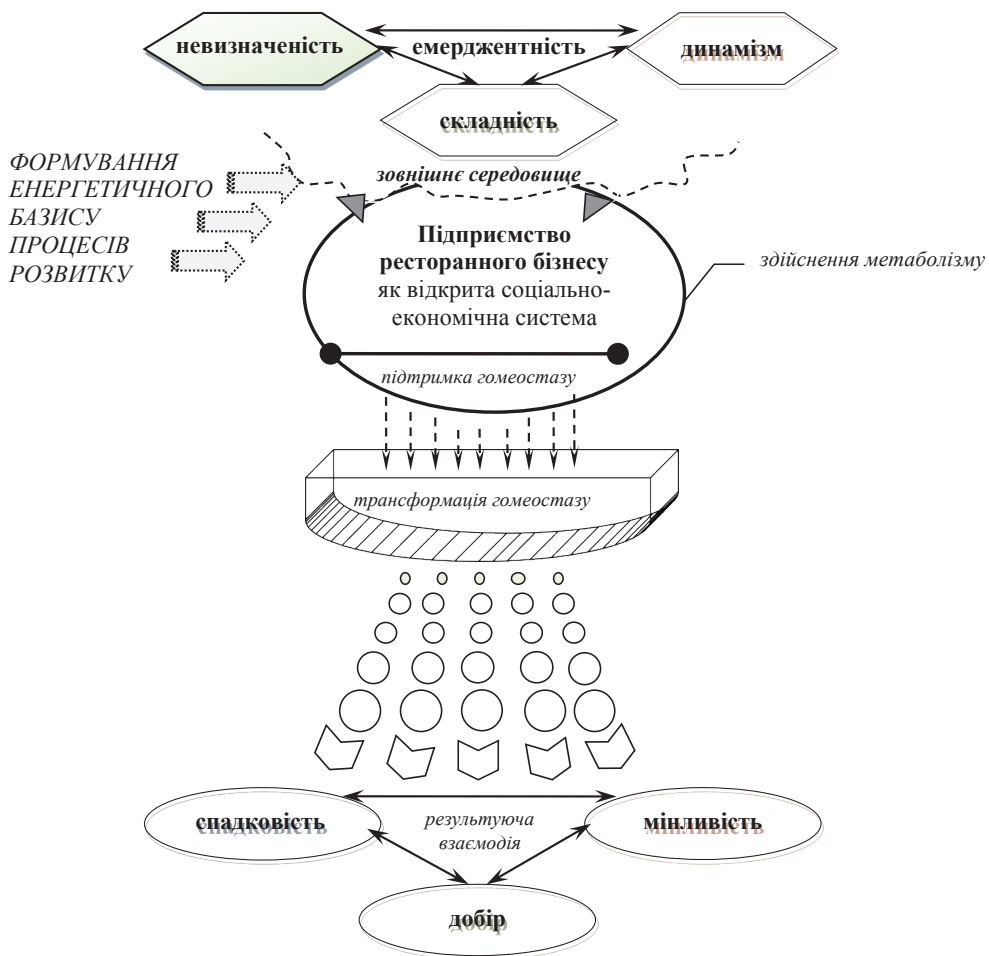 невизначеність
емерджентність
динамізм
складність
зовнішнє середовище
ФОРМУВАННЯ
ЕНЕРГЕТИЧНОГО
БАЗИСУ
ПРОЦЕСІВ
РОЗВИТКУ
Підприємство
ресторанного бізнесу
як відкрита соціально-
економічна система
здійснення метаболізму
підтримка гомеостазу
трансформація гомеостазу
спадковість
результуюча
взаємодія
мінливість
добір